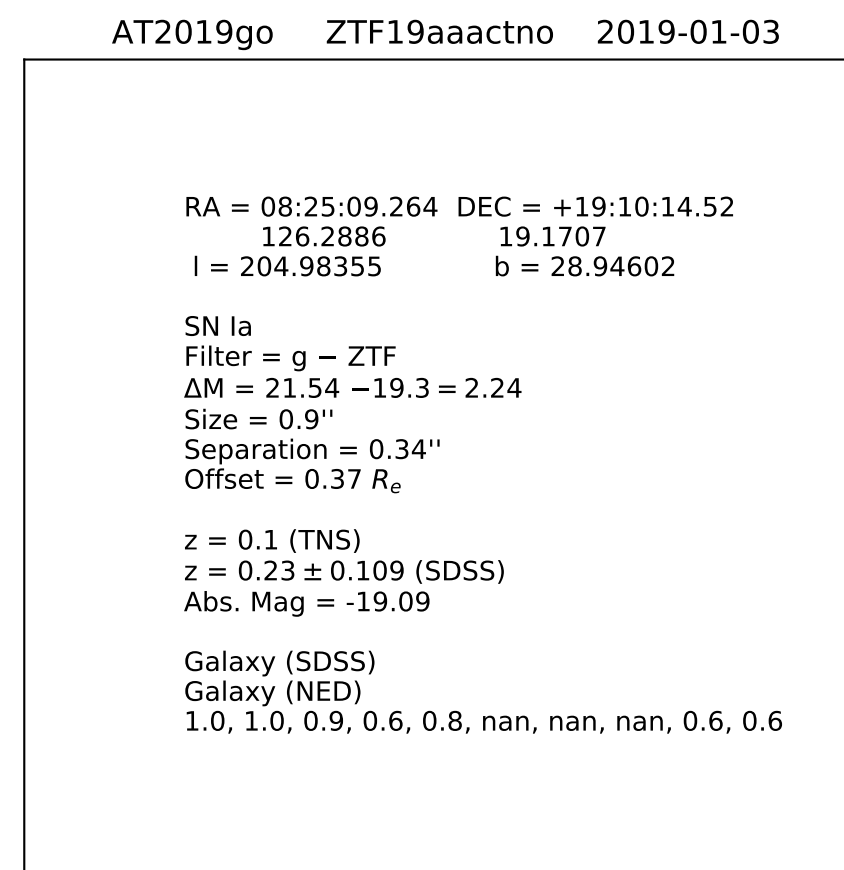 AT2019go ZTF19aaactno 2019-01-03
RA = 08:25:09.264 DEC = +19:10:14.52
126.2886 19.1707
l = 204.98355 b = 28.94602
SN Ia
Filter = g − ZTF
ΔM = 21.54 −19.3 = 2.24
Size = 0.9''
Separation = 0.34''
Offset = 0.37 Rₑ
z = 0.1 (TNS)
z = 0.23 ± 0.109 (SDSS)
Abs. Mag = -19.09
Galaxy (SDSS)
Galaxy (NED)
1.0, 1.0, 0.9, 0.6, 0.8, nan, nan, nan, 0.6, 0.6